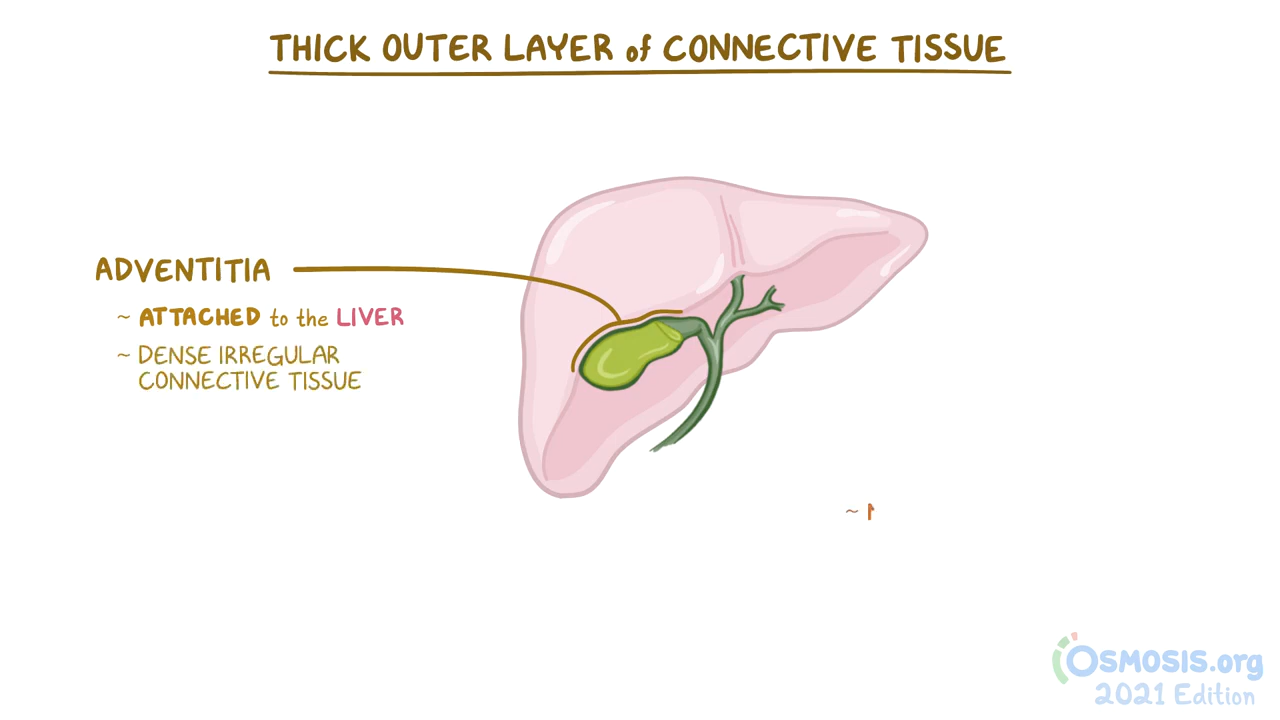 THICK OUTER LAYER of CONNECTIVE TISSUE
ADVENTITIA
~ ATTACHED to the LIVER
~ DENSE IRREGULAR
CONNECTIVE TISSUE
~
OSMOSIS.org
2021 Edition